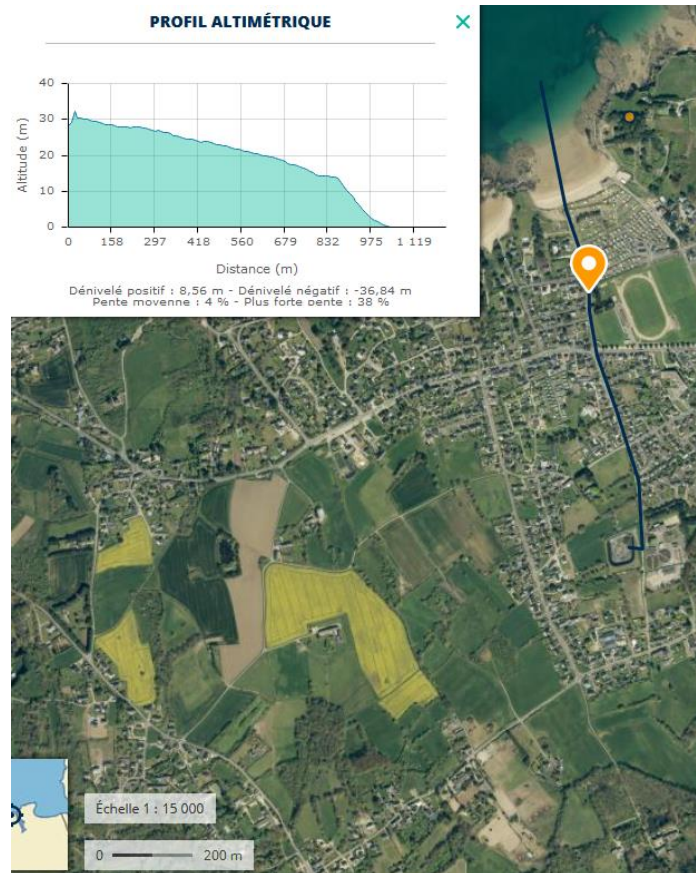 PROFIL ALTIMÉTRIQUE
40
30
20
10
0
Altitude (m)
0 158 297 418 560 679 832 975 1 119
Distance (m)
Dénivelé positif : 8,56 m - Dénivelé négatif : -36,84 m
Pente moyenne : 4 % - Plus forte pente : 38 %
Échelle 1 : 15 000
0 200 m